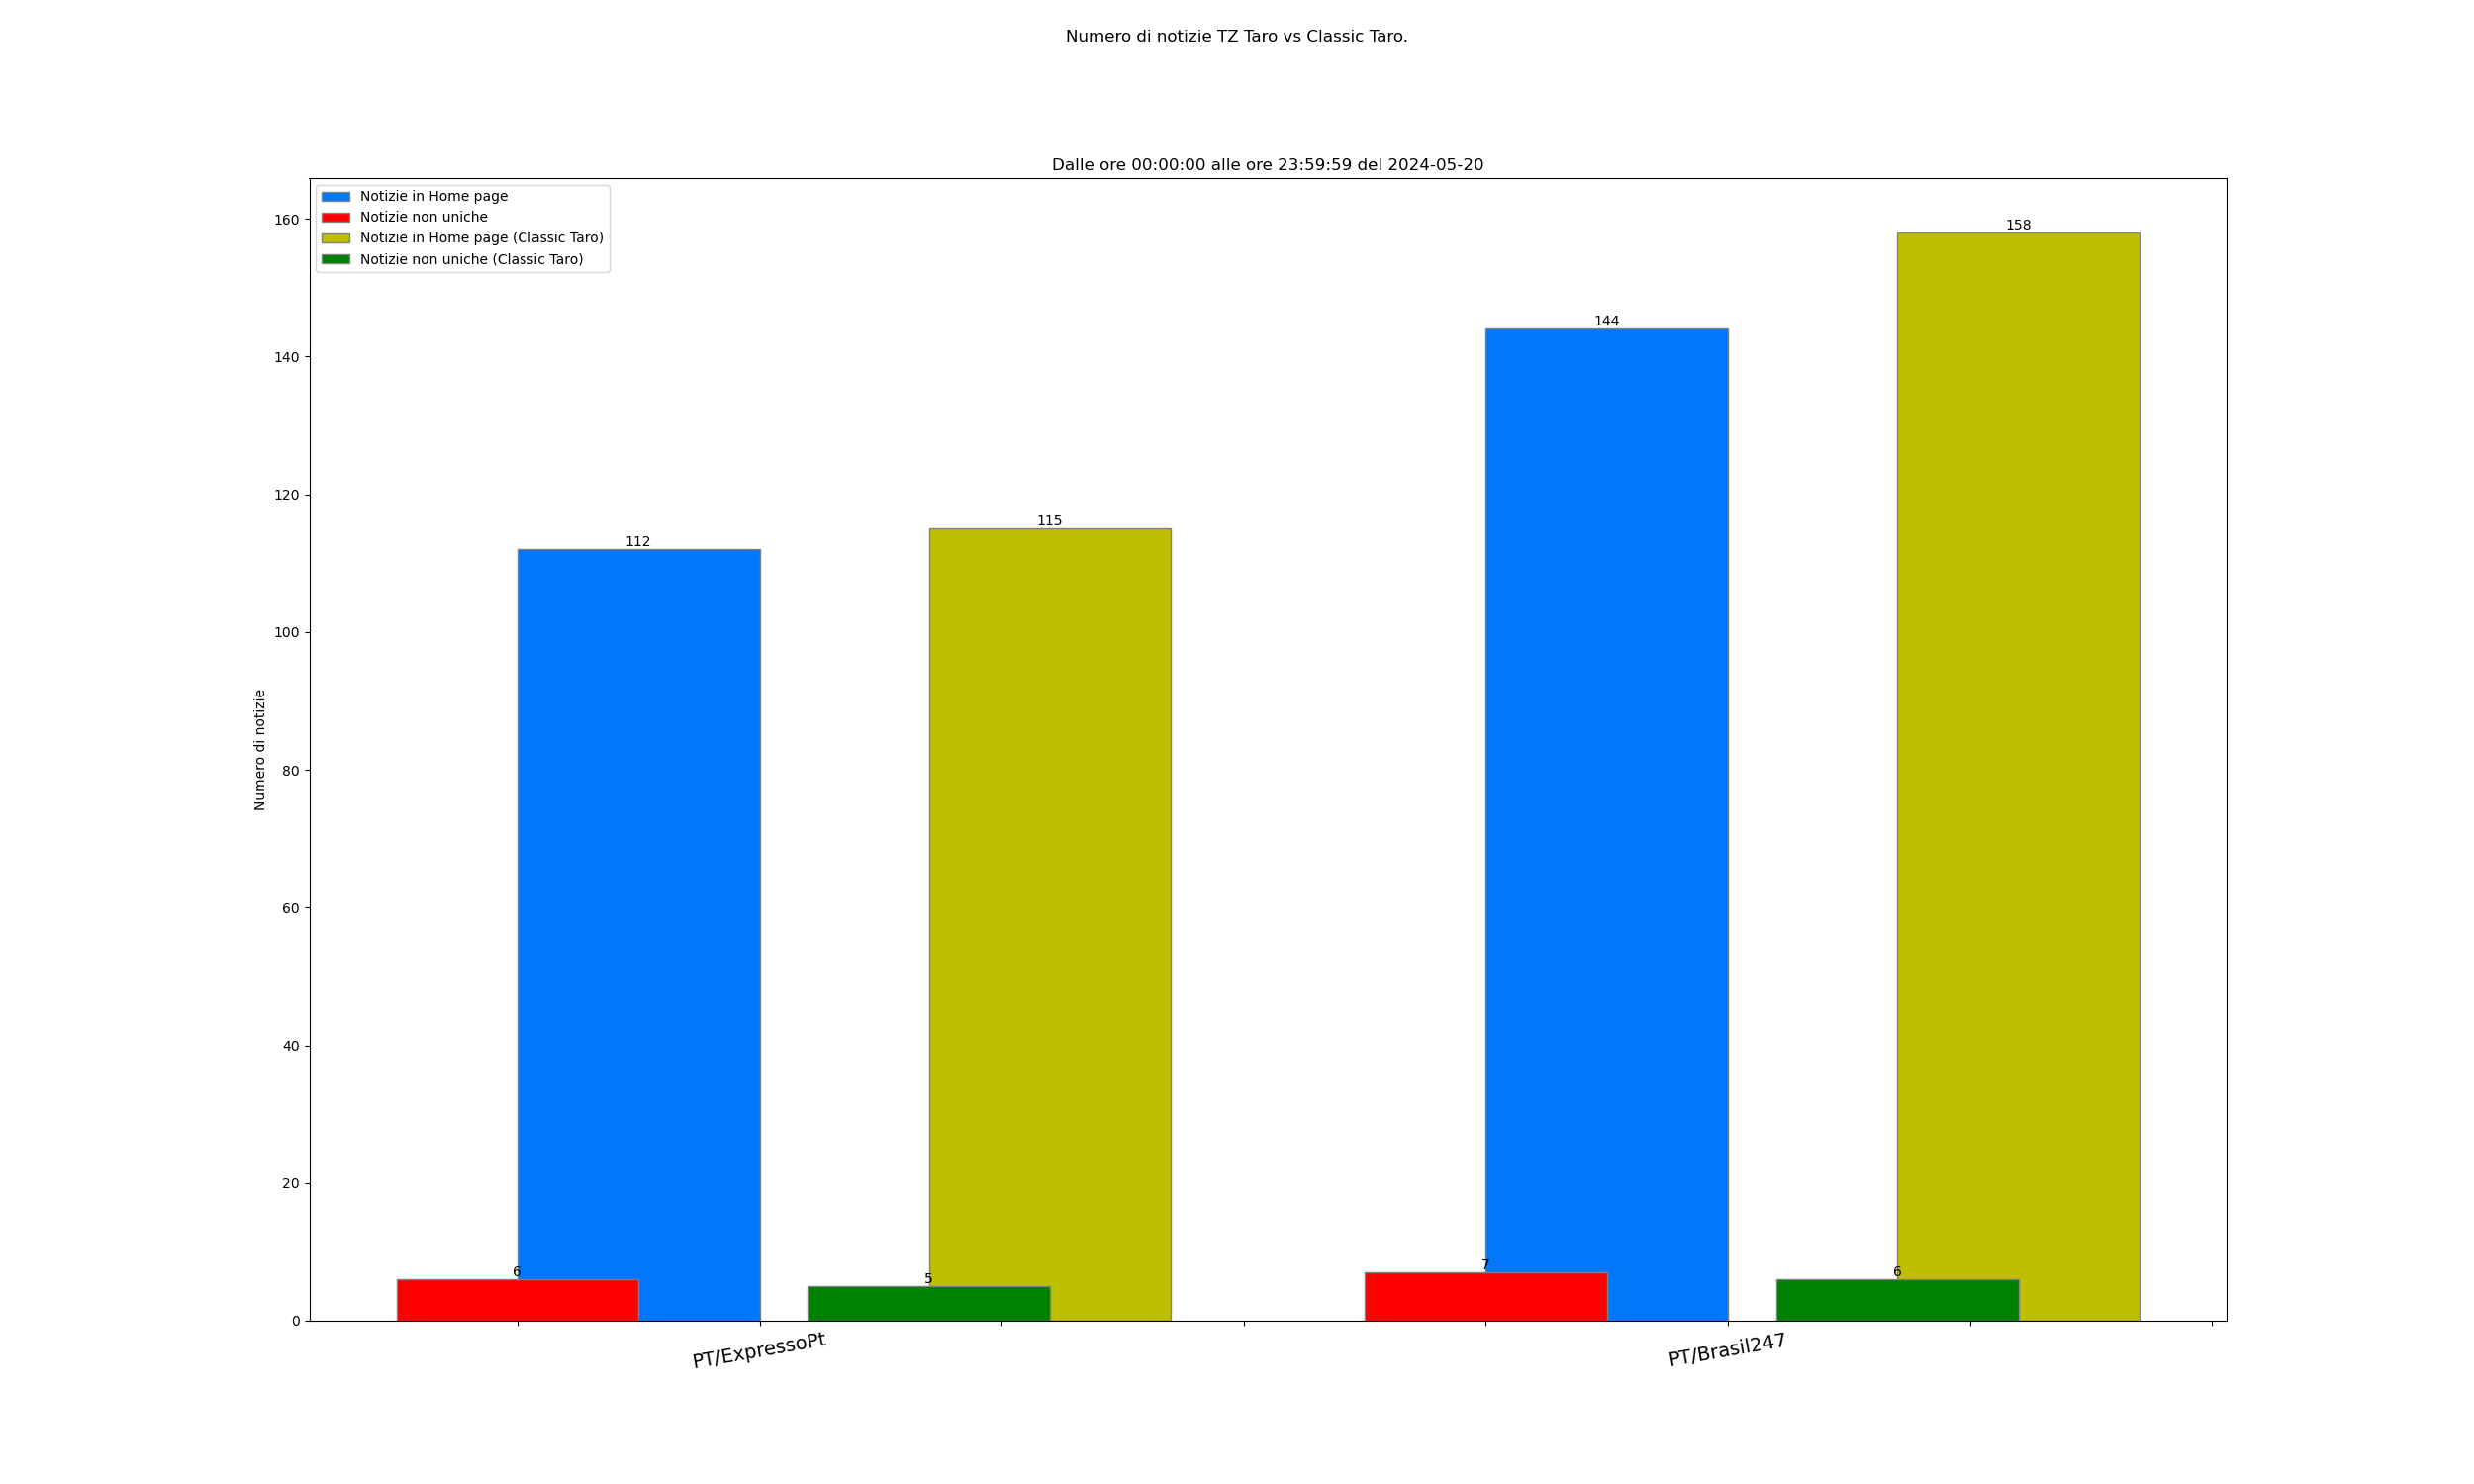 Numero di notizie TZ Taro vs Classic Taro.
Dalle ore 00:00:00 alle ore 23:59:59 del 2024-05-20
Notizie in Home page
Notizie non uniche
Notizie in Home page (Classic Taro)
Notizie non uniche (Classic Taro)
Numero di notizie
160
140
120
100
80
60
40
20
0
112
115
144
158
6
5
7
6
PT/ExpressoPt
PT/Brasil247